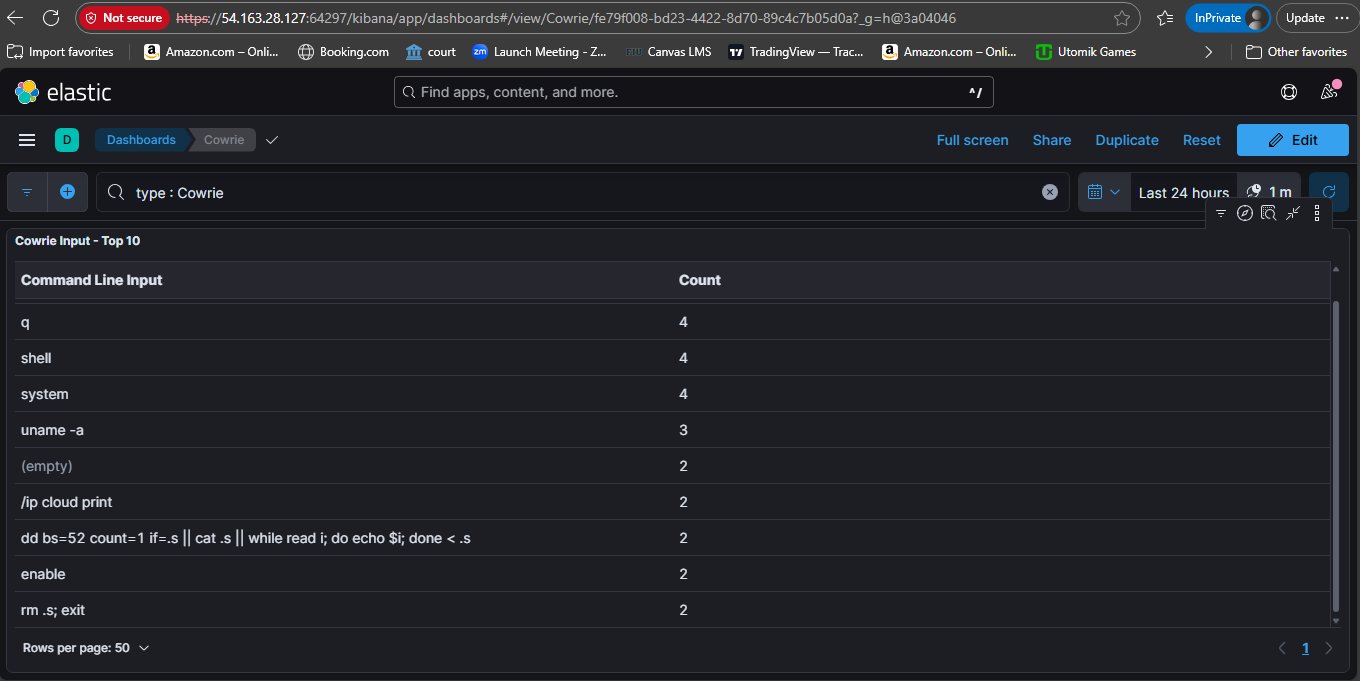 Not secure https://54.163.28.127:64297/kibana/app/dashboards#/view/Cowrie/fe79f008-bd23-4422-8d70-89c4c7b05d0a?_g=h@3a04046 InPrivate Update
Import favorites Amazon.com – Onli... Booking.com court zm Launch Meeting - Z... Canvas LMS TradingView — Trac... Amazon.com – Onli... Utomik Games Other favorites
elastic Find apps, content, and more. ^/
D Dashboards Cowrie Full screen Share Duplicate Reset Edit
type : Cowrie Last 24 hours 1 m
Cowrie Input - Top 10
Command Line Input Count
q 4
shell 4
system 4
uname -a 3
(empty) 2
/ip cloud print 2
dd bs=52 count=1 if=.s || cat .s || while read i; do echo $i; done < .s 2
enable 2
rm .s; exit 2
Rows per page: 50 1